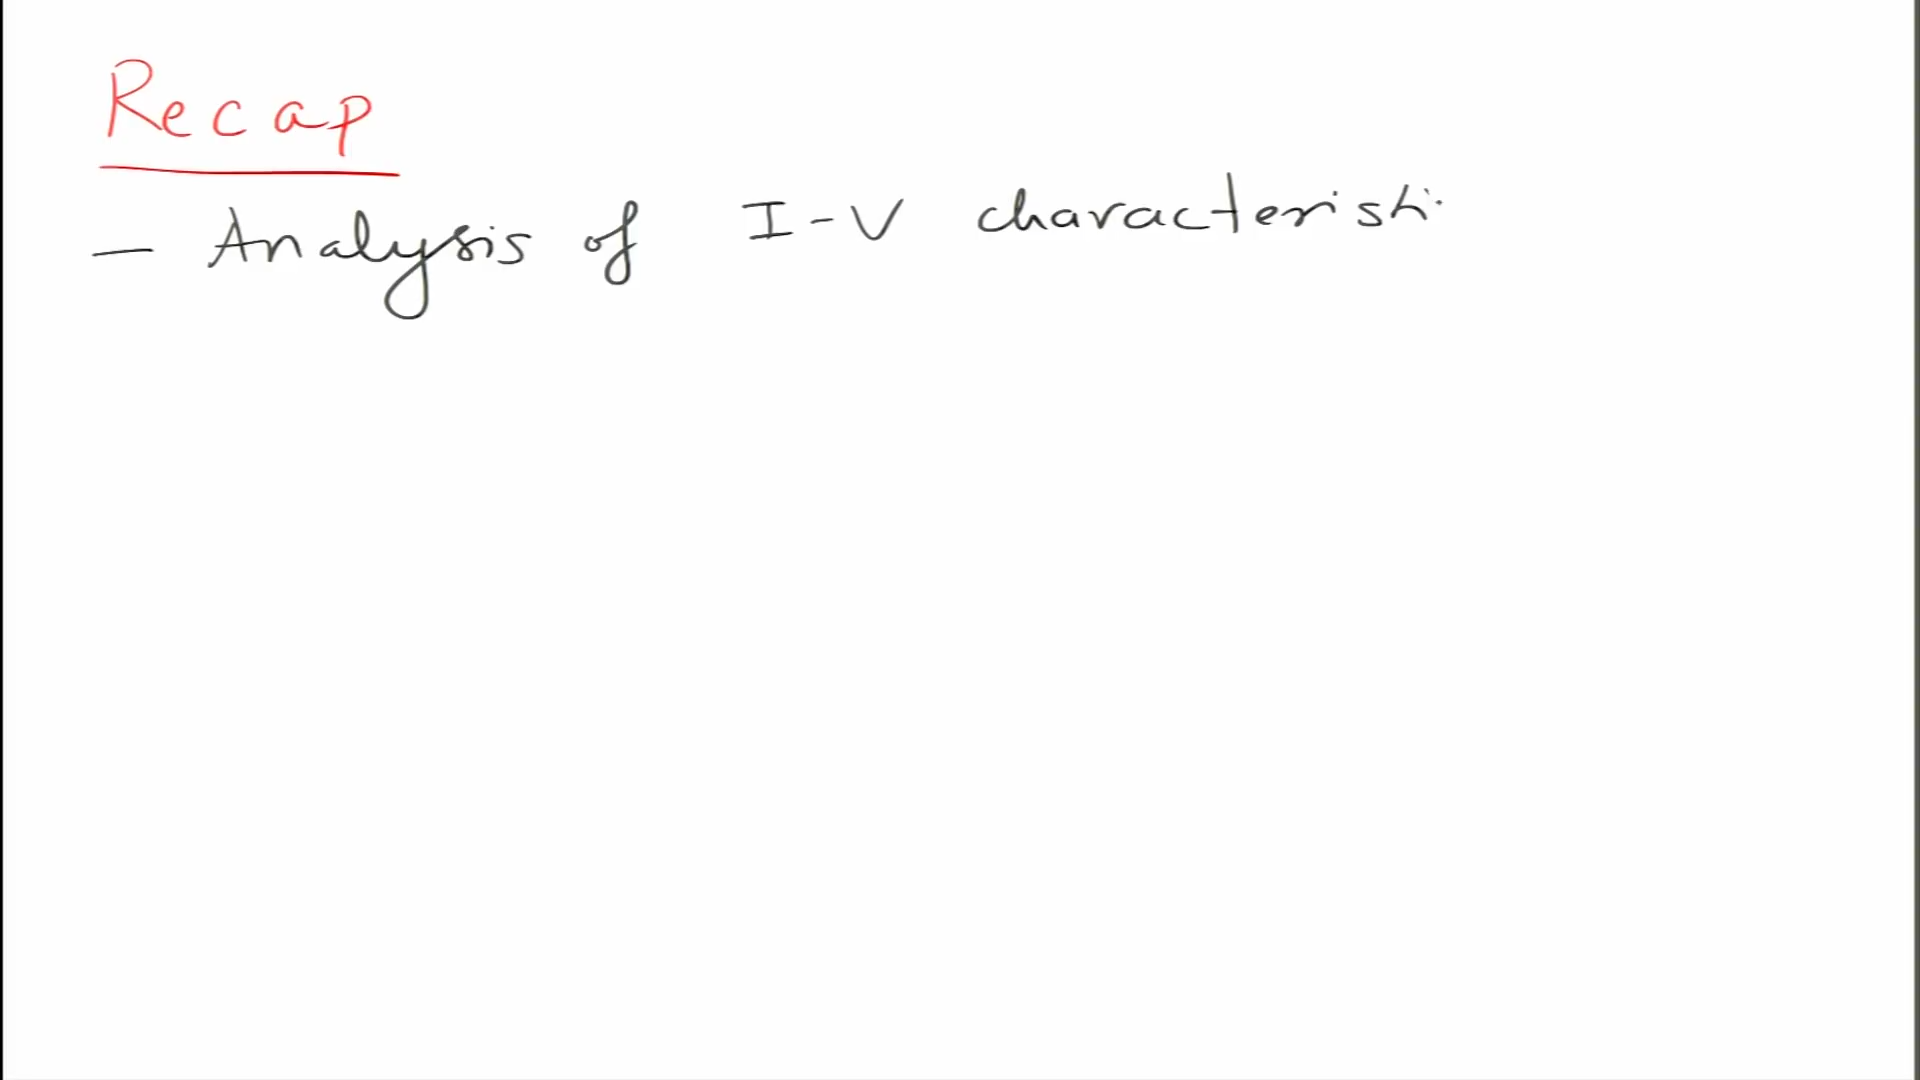 Recap
- Analysis of I-V characteristi